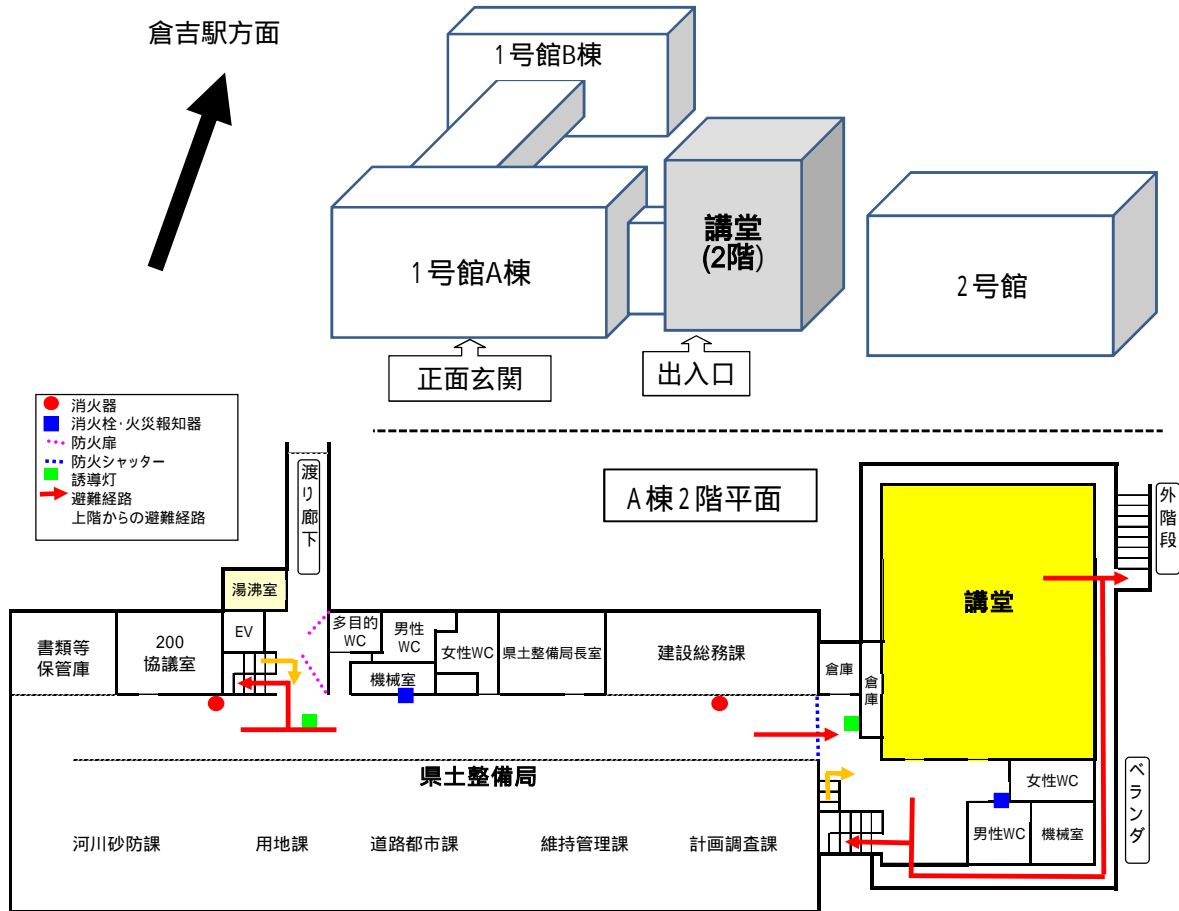 倉吉駅方面
1号館B棟
講堂
(2階)
1号館A棟
2号館
正面玄関
出入口
消火器
消火栓・火災報知器
防火扉
防火シャッター
誘導灯
避難経路
上階からの避難経路
渡り廊下
A棟2階平面
外階段
湯沸室
講堂
書類等
保管庫
200
協議室
EV
多目的
WC
男性
WC
女性WC
機械室
県土整備局長室
建設総務課
倉庫
倉庫
県土整備局
女性WC
ベランダ
河川砂防課
用地課
道路都市課
維持管理課
計画調査課
男性WC
機械室